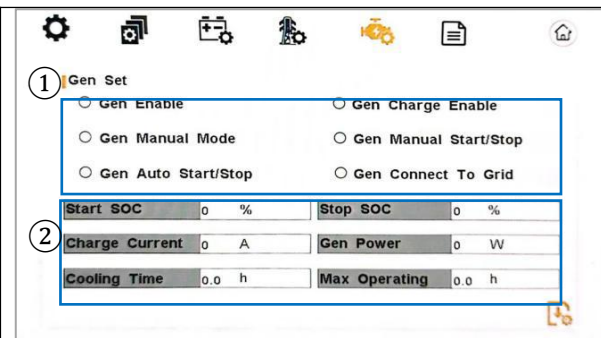 ① Gen Set
Gen Enable Gen Charge Enable
Gen Manual Mode Gen Manual Start/Stop
Gen Auto Start/Stop Gen Connect To Grid
② Start SOC 0 % Stop SOC 0 %
Charge Current 0 A Gen Power 0 W
Cooling Time 0.0 h Max Operating 0.0 h